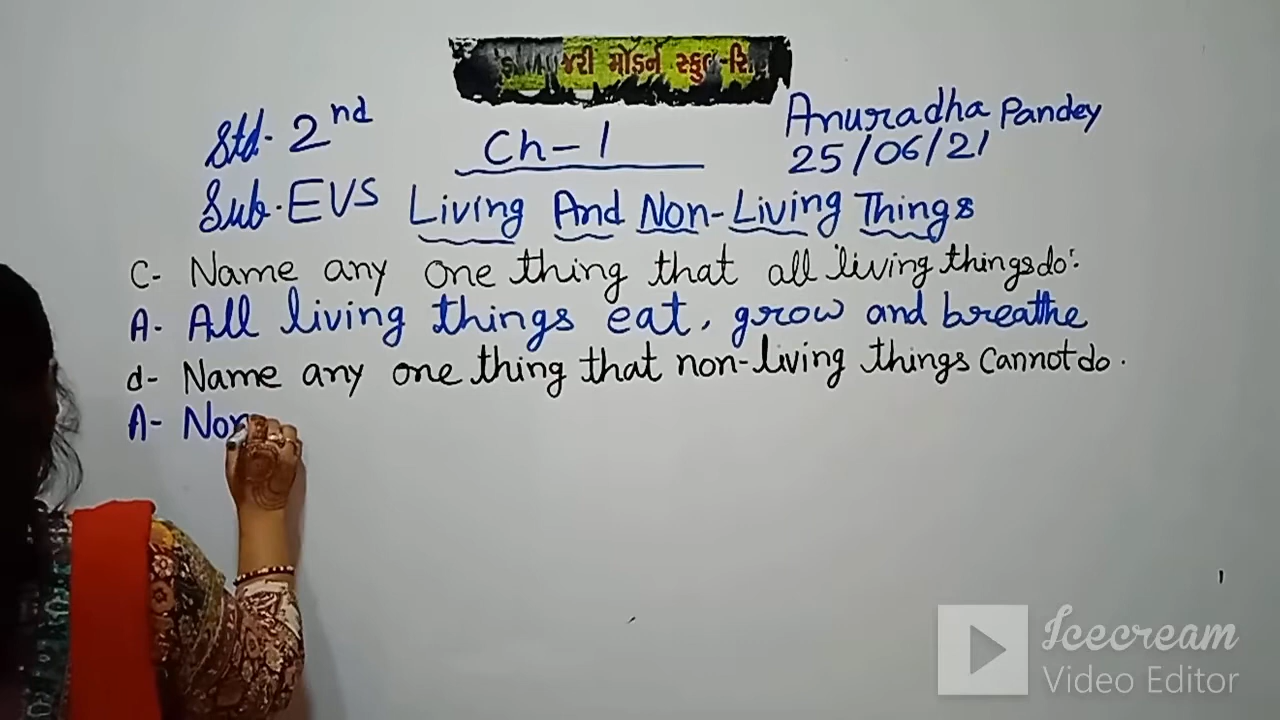 જરી મૉડર્ન સ્કુલ-સિ
Std- 2nd
Ch-1
Anuradha Pandey
25/06/21
Sub-EVS
Living And Non-Living Things
C- Name any one thing that all living things do.
A- All living things eat, grow and breathe
d- Name any one thing that non-living things Cannot do.
A- Non
Icecream
Video Editor